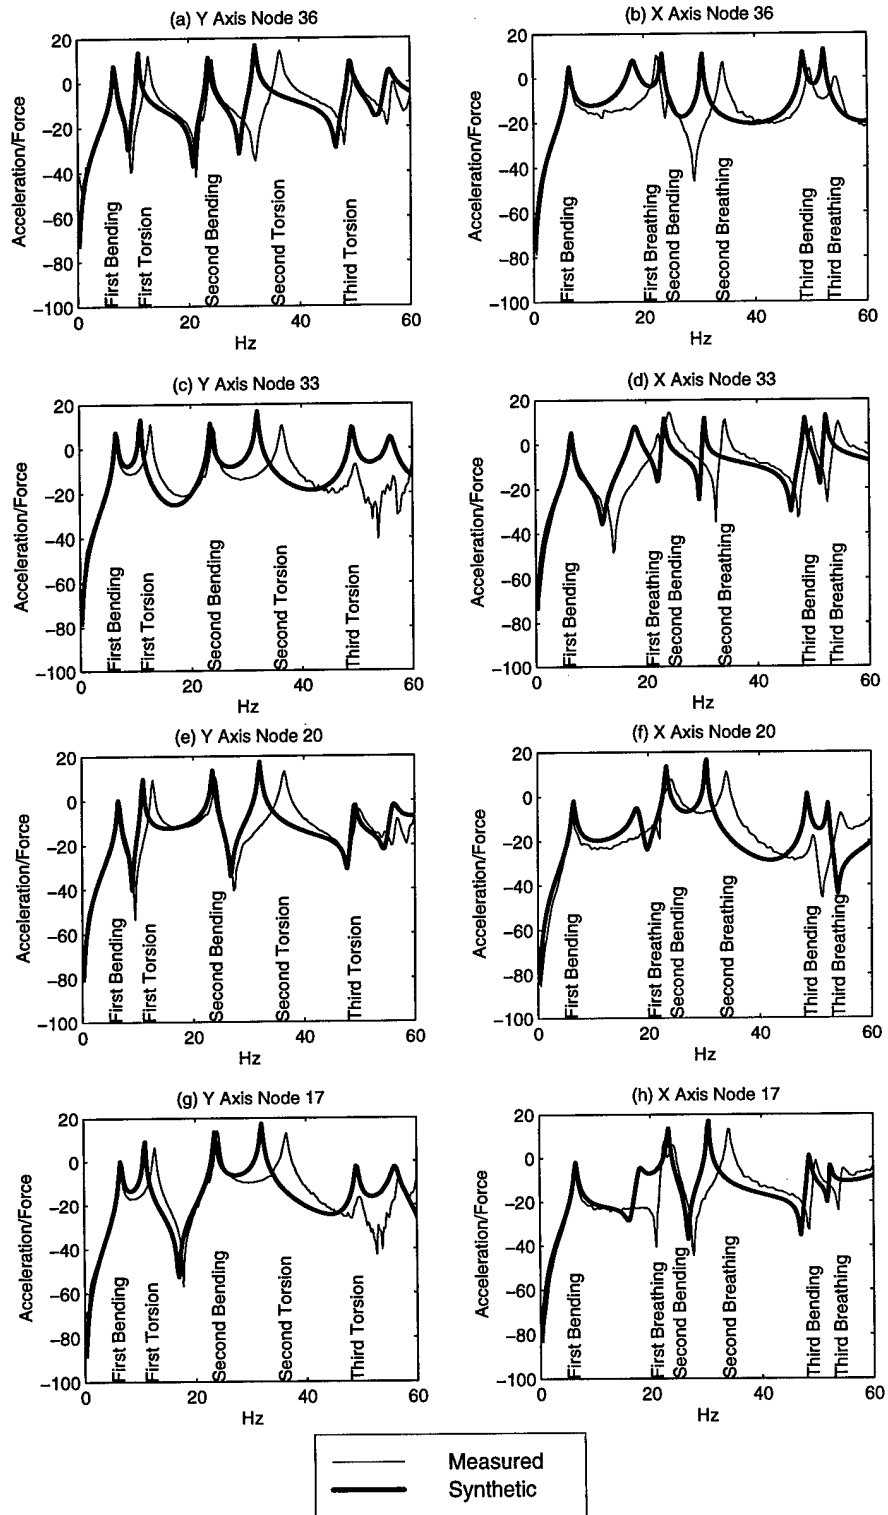 (a) Y Axis Node 36
20
0
−20
−40
−60
−80
−100
Acceleration/Force
First Bending
First Torsion
Second Bending
Second Torsion
Third Torsion
0
20
40
60
Hz
(b) X Axis Node 36
20
0
−20
−40
−60
−80
−100
Acceleration/Force
First Bending
First Breathing
Second Bending
Second Breathing
Third Bending
Third Breathing
0
20
40
60
Hz
(c) Y Axis Node 33
20
0
−20
−40
−60
−80
−100
Acceleration/Force
First Bending
First Torsion
Second Bending
Second Torsion
Third Torsion
0
20
40
60
Hz
(d) X Axis Node 33
20
0
−20
−40
−60
−80
−100
Acceleration/Force
First Bending
First Breathing
Second Bending
Second Breathing
Third Bending
Third Breathing
0
20
40
60
Hz
(e) Y Axis Node 20
20
0
−20
−40
−60
−80
−100
Acceleration/Force
First Bending
First Torsion
Second Bending
Second Torsion
Third Torsion
0
20
40
60
Hz
(f) X Axis Node 20
20
0
−20
−40
−60
−80
−100
Acceleration/Force
First Bending
First Breathing
Second Bending
Second Breathing
Third Bending
Third Breathing
0
20
40
60
Hz
(g) Y Axis Node 17
20
0
−20
−40
−60
−80
−100
Acceleration/Force
First Bending
First Torsion
Second Bending
Second Torsion
Third Torsion
0
20
40
60
Hz
(h) X Axis Node 17
20
0
−20
−40
−60
−80
−100
Acceleration/Force
First Bending
First Breathing
Second Bending
Second Breathing
Third Bending
Third Breathing
0
20
40
60
Hz
Measured
Synthetic